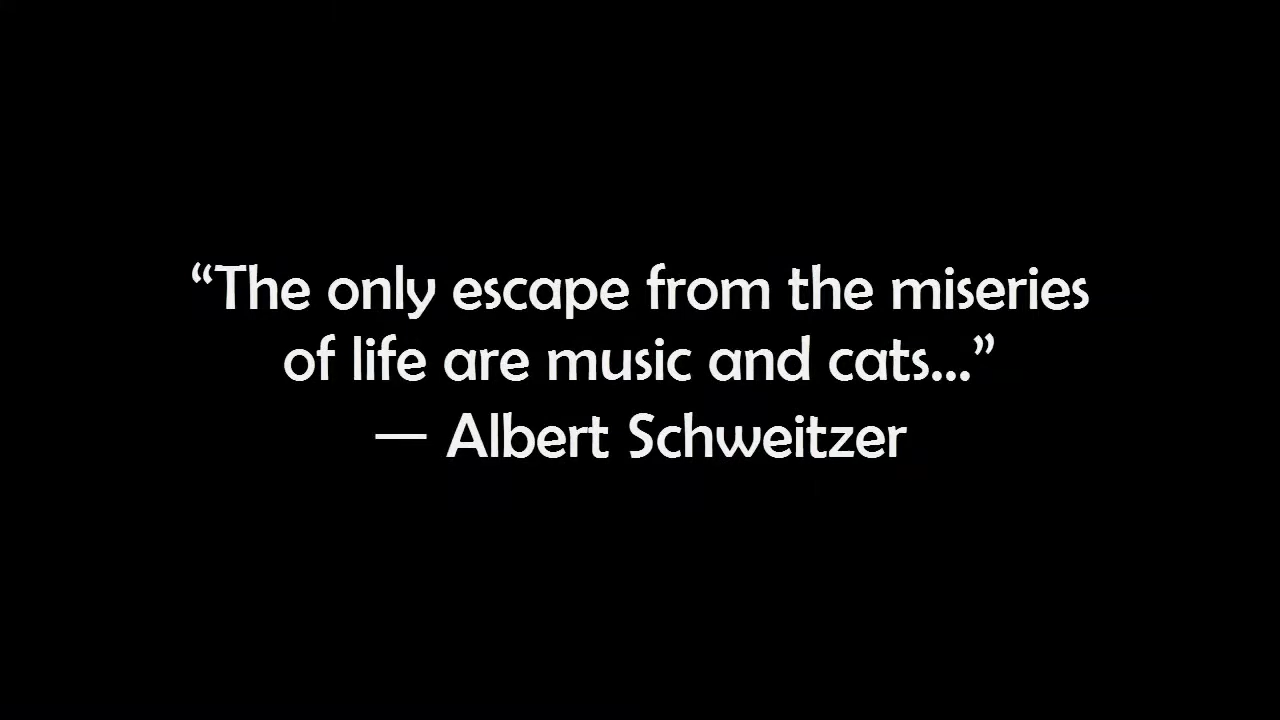 “The only escape from the miseries
of life are music and cats...”
— Albert Schweitzer